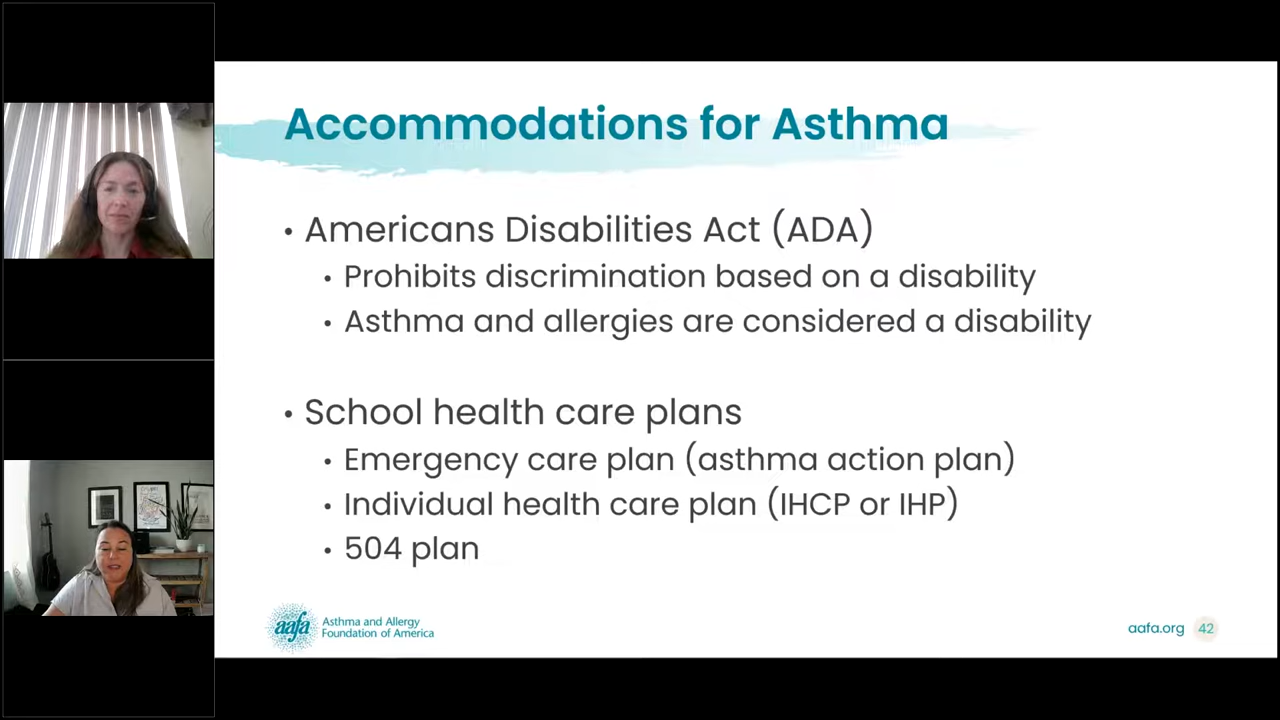 Accommodations for Asthma
• Americans Disabilities Act (ADA)
• Prohibits discrimination based on a disability
• Asthma and allergies are considered a disability
• School health care plans
• Emergency care plan (asthma action plan)
• Individual health care plan (IHCP or IHP)
• 504 plan
aafa
Asthma and Allergy
Foundation of America
aafa.org 42